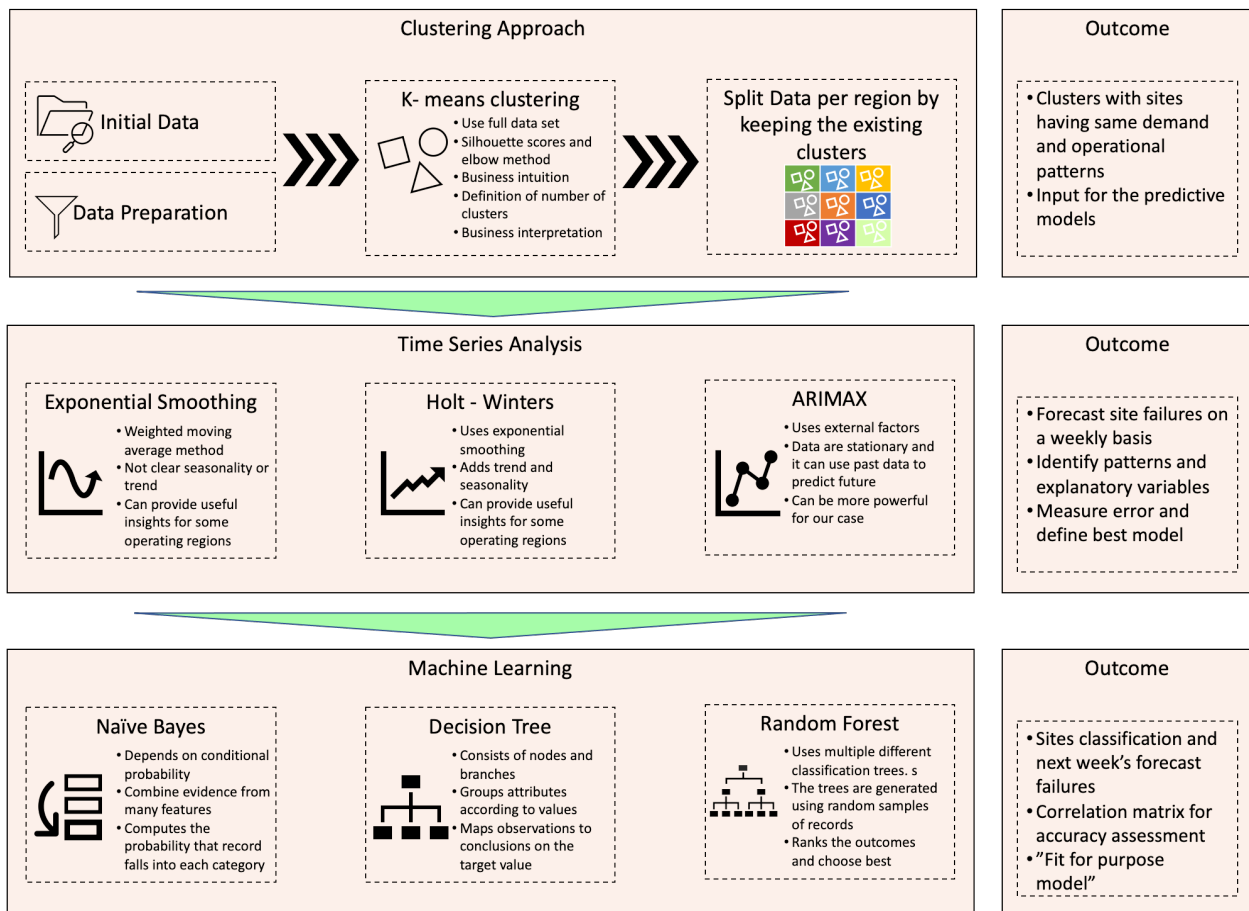 Clustering Approach
Initial Data
Data Preparation
K- means clustering
• Use full data set
• Silhouette scores and
elbow method
• Business intuition
• Definition of number of
clusters
• Business interpretation
Split Data per region by
keeping the existing
clusters
Outcome
• Clusters with sites
having same demand
and operational
patterns
• Input for the predictive
models
Time Series Analysis
Exponential Smoothing
• Weighted moving
average method
• Not clear seasonality or
trend
• Can provide useful
insights for some
operating regions
Holt - Winters
• Uses exponential
smoothing
• Adds trend and
seasonality
• Can provide useful
insights for some
operating regions
ARIMAX
• Uses external factors
• Data are stationary and
it can use past data to
predict future
• Can be more powerful
for our case
Outcome
• Forecast site failures on
a weekly basis
• Identify patterns and
explanatory variables
• Measure error and
define best model
Machine Learning
Naïve Bayes
• Depends on conditional
probability
• Combine evidence from
many features
• Computes the
probability that record
falls into each category
Decision Tree
• Consists of nodes and
branches
• Groups attributes
according to values
• Maps observations to
conclusions on the
target value
Random Forest
• Uses multiple different
classification trees. s
• The trees are generated
using random samples
of records
• Ranks the outcomes
and choose best
Outcome
• Sites classification and
next week’s forecast
failures
• Correlation matrix for
accuracy assessment
• ”Fit for purpose
model”